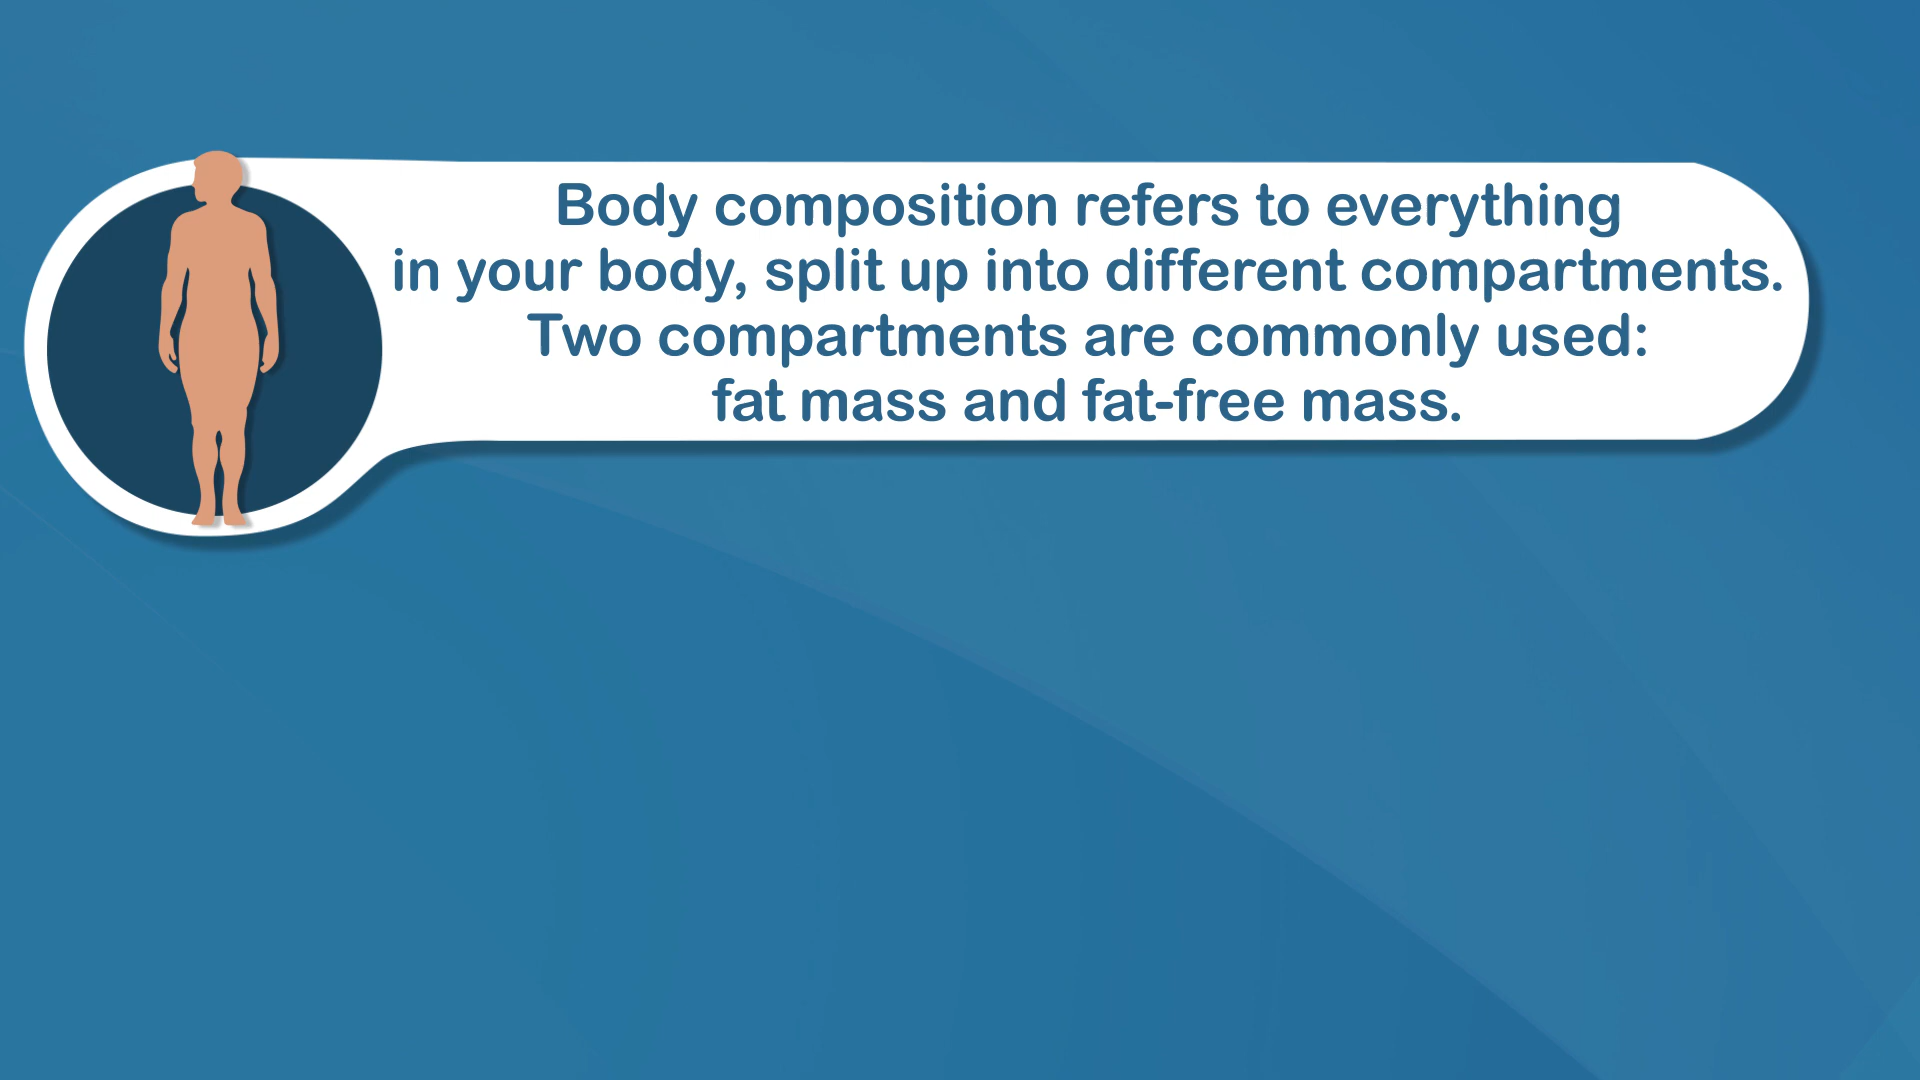 Body composition refers to everything
in your body, split up into different compartments.
Two compartments are commonly used:
fat mass and fat-free mass.